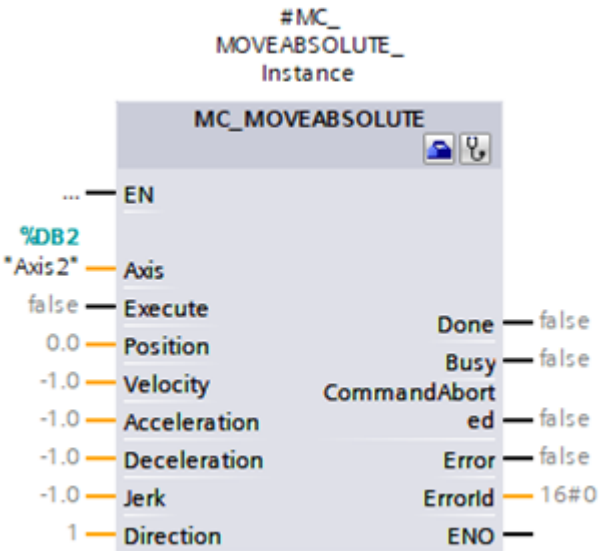 #MC_
MOVEABSOLUTE_
Instance
MC_MOVEABSOLUTE
... EN
%DB2
"Axis2" Axis
false Execute
Done false
0.0 Position
Busy false
-1.0 Velocity
CommandAbort
ed false
-1.0 Acceleration
-1.0 Deceleration
Error false
-1.0 Jerk
ErrorId 16#0
1 Direction
ENO